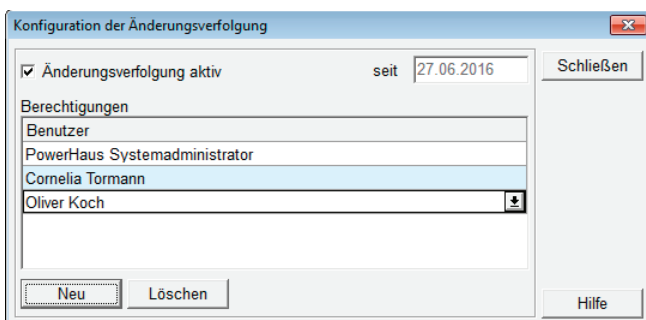 Konfiguration der Änderungsverfolgung
Änderungsverfolgung aktiv seit 27.06.2016 Schließen
Berechtigungen
Benutzer
PowerHaus Systemadministrator
Cornelia Tormann
Oliver Koch
Neu Löschen
Hilfe